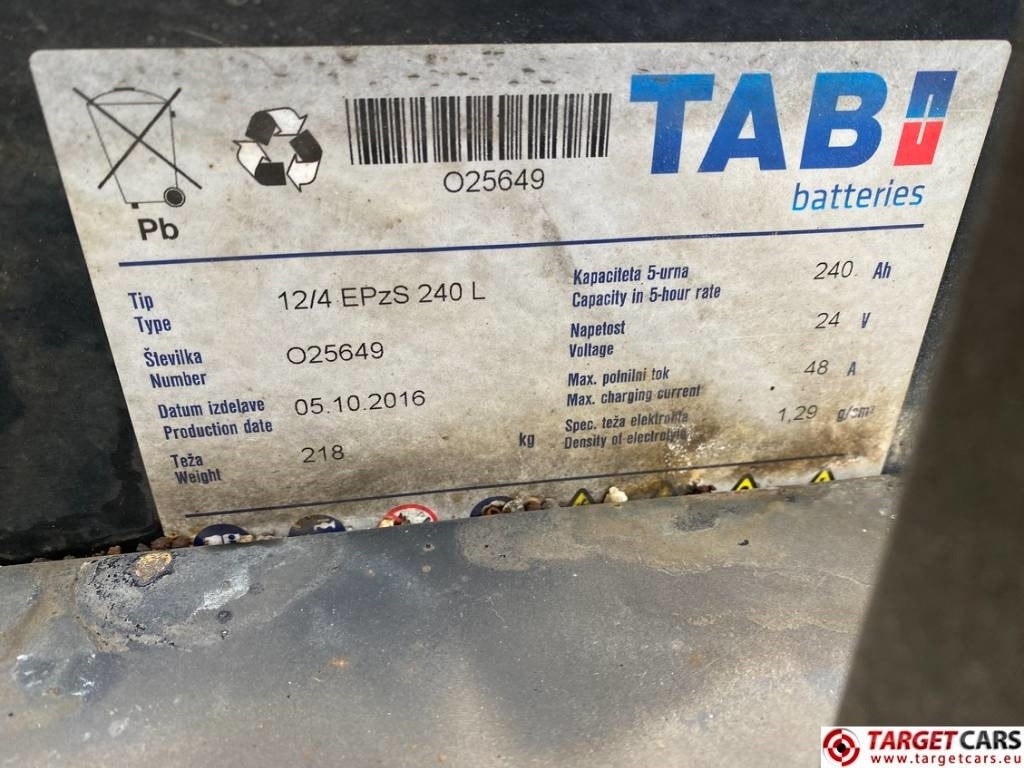 TAB
batteries
O25649
Pb
Tip
Type
12/4 EPzS 240 L
Številka
Number
O25649
Datum izdelave
Production date
05.10.2016
Teža
Weight
218
kg
Kapaciteta 5-urna
Capacity in 5-hour rate
240 Ah
Napetost
Voltage
24 V
Max. polnilni tok
Max. charging current
48 A
Spec. teža elektrolita
Density of electrolyte
1,29 g/cm³
TARGETCARS
www.targetcars.eu